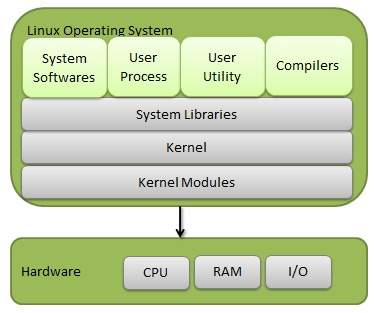 Linux Operating System
System
Softwares
User
Process
User
Utility
Compilers
System Libraries
Kernel
Kernel Modules
Hardware
CPU
RAM
I/O